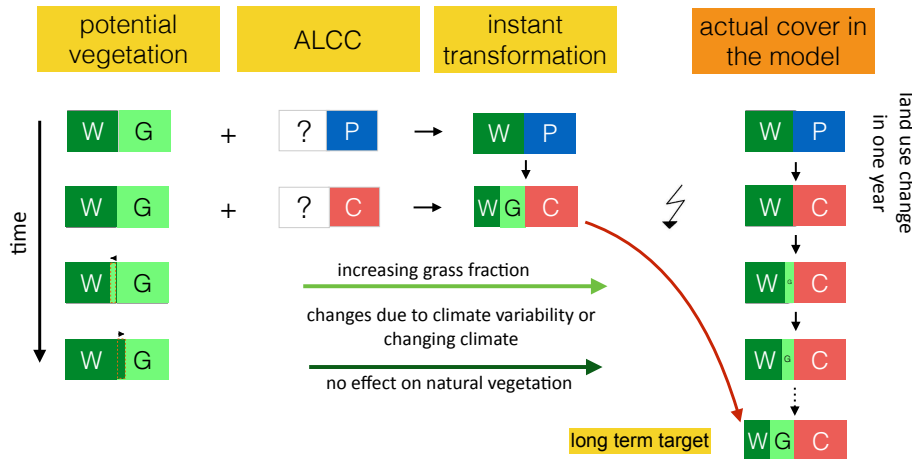 potential
vegetation
ALCC
instant
transformation
actual cover in
the model
time
W G + ? P W P W P
W G + ? C W G C W C
W G increasing grass fraction W G C
changes due to climate variability or
changing climate
W G no effect on natural vegetation W G C
long term target W G C
land use change
in one year